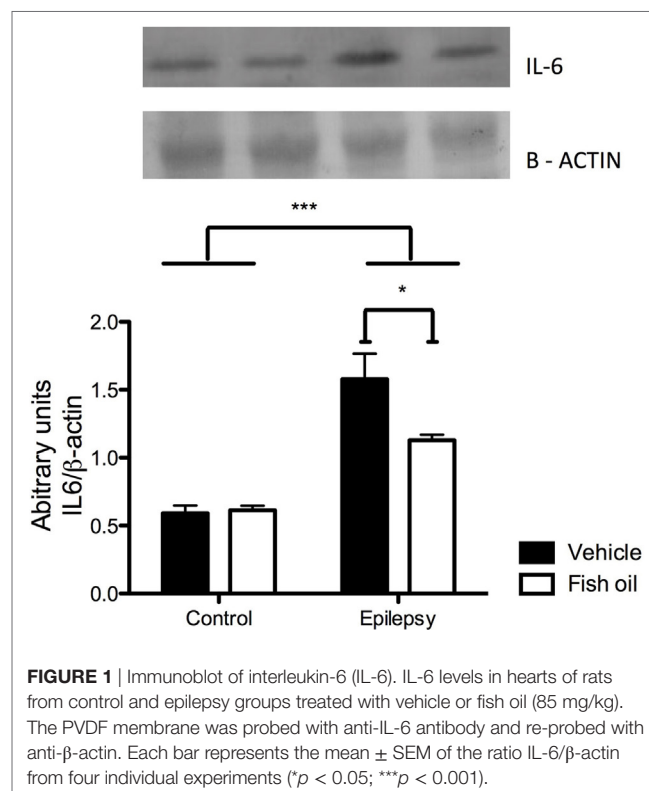 IL-6
B - ACTIN
***
*
2.0
1.5
1.0
0.5
0.0
Abitrary units
IL6/β-actin
Control
Epilepsy
Vehicle
Fish oil
FIGURE 1 | Immunoblot of interleukin-6 (IL-6). IL-6 levels in hearts of rats
from control and epilepsy groups treated with vehicle or fish oil (85 mg/kg).
The PVDF membrane was probed with anti-IL-6 antibody and re-probed with
anti-β-actin. Each bar represents the mean ± SEM of the ratio IL-6/β-actin
from four individual experiments (*p < 0.05; ***p < 0.001).